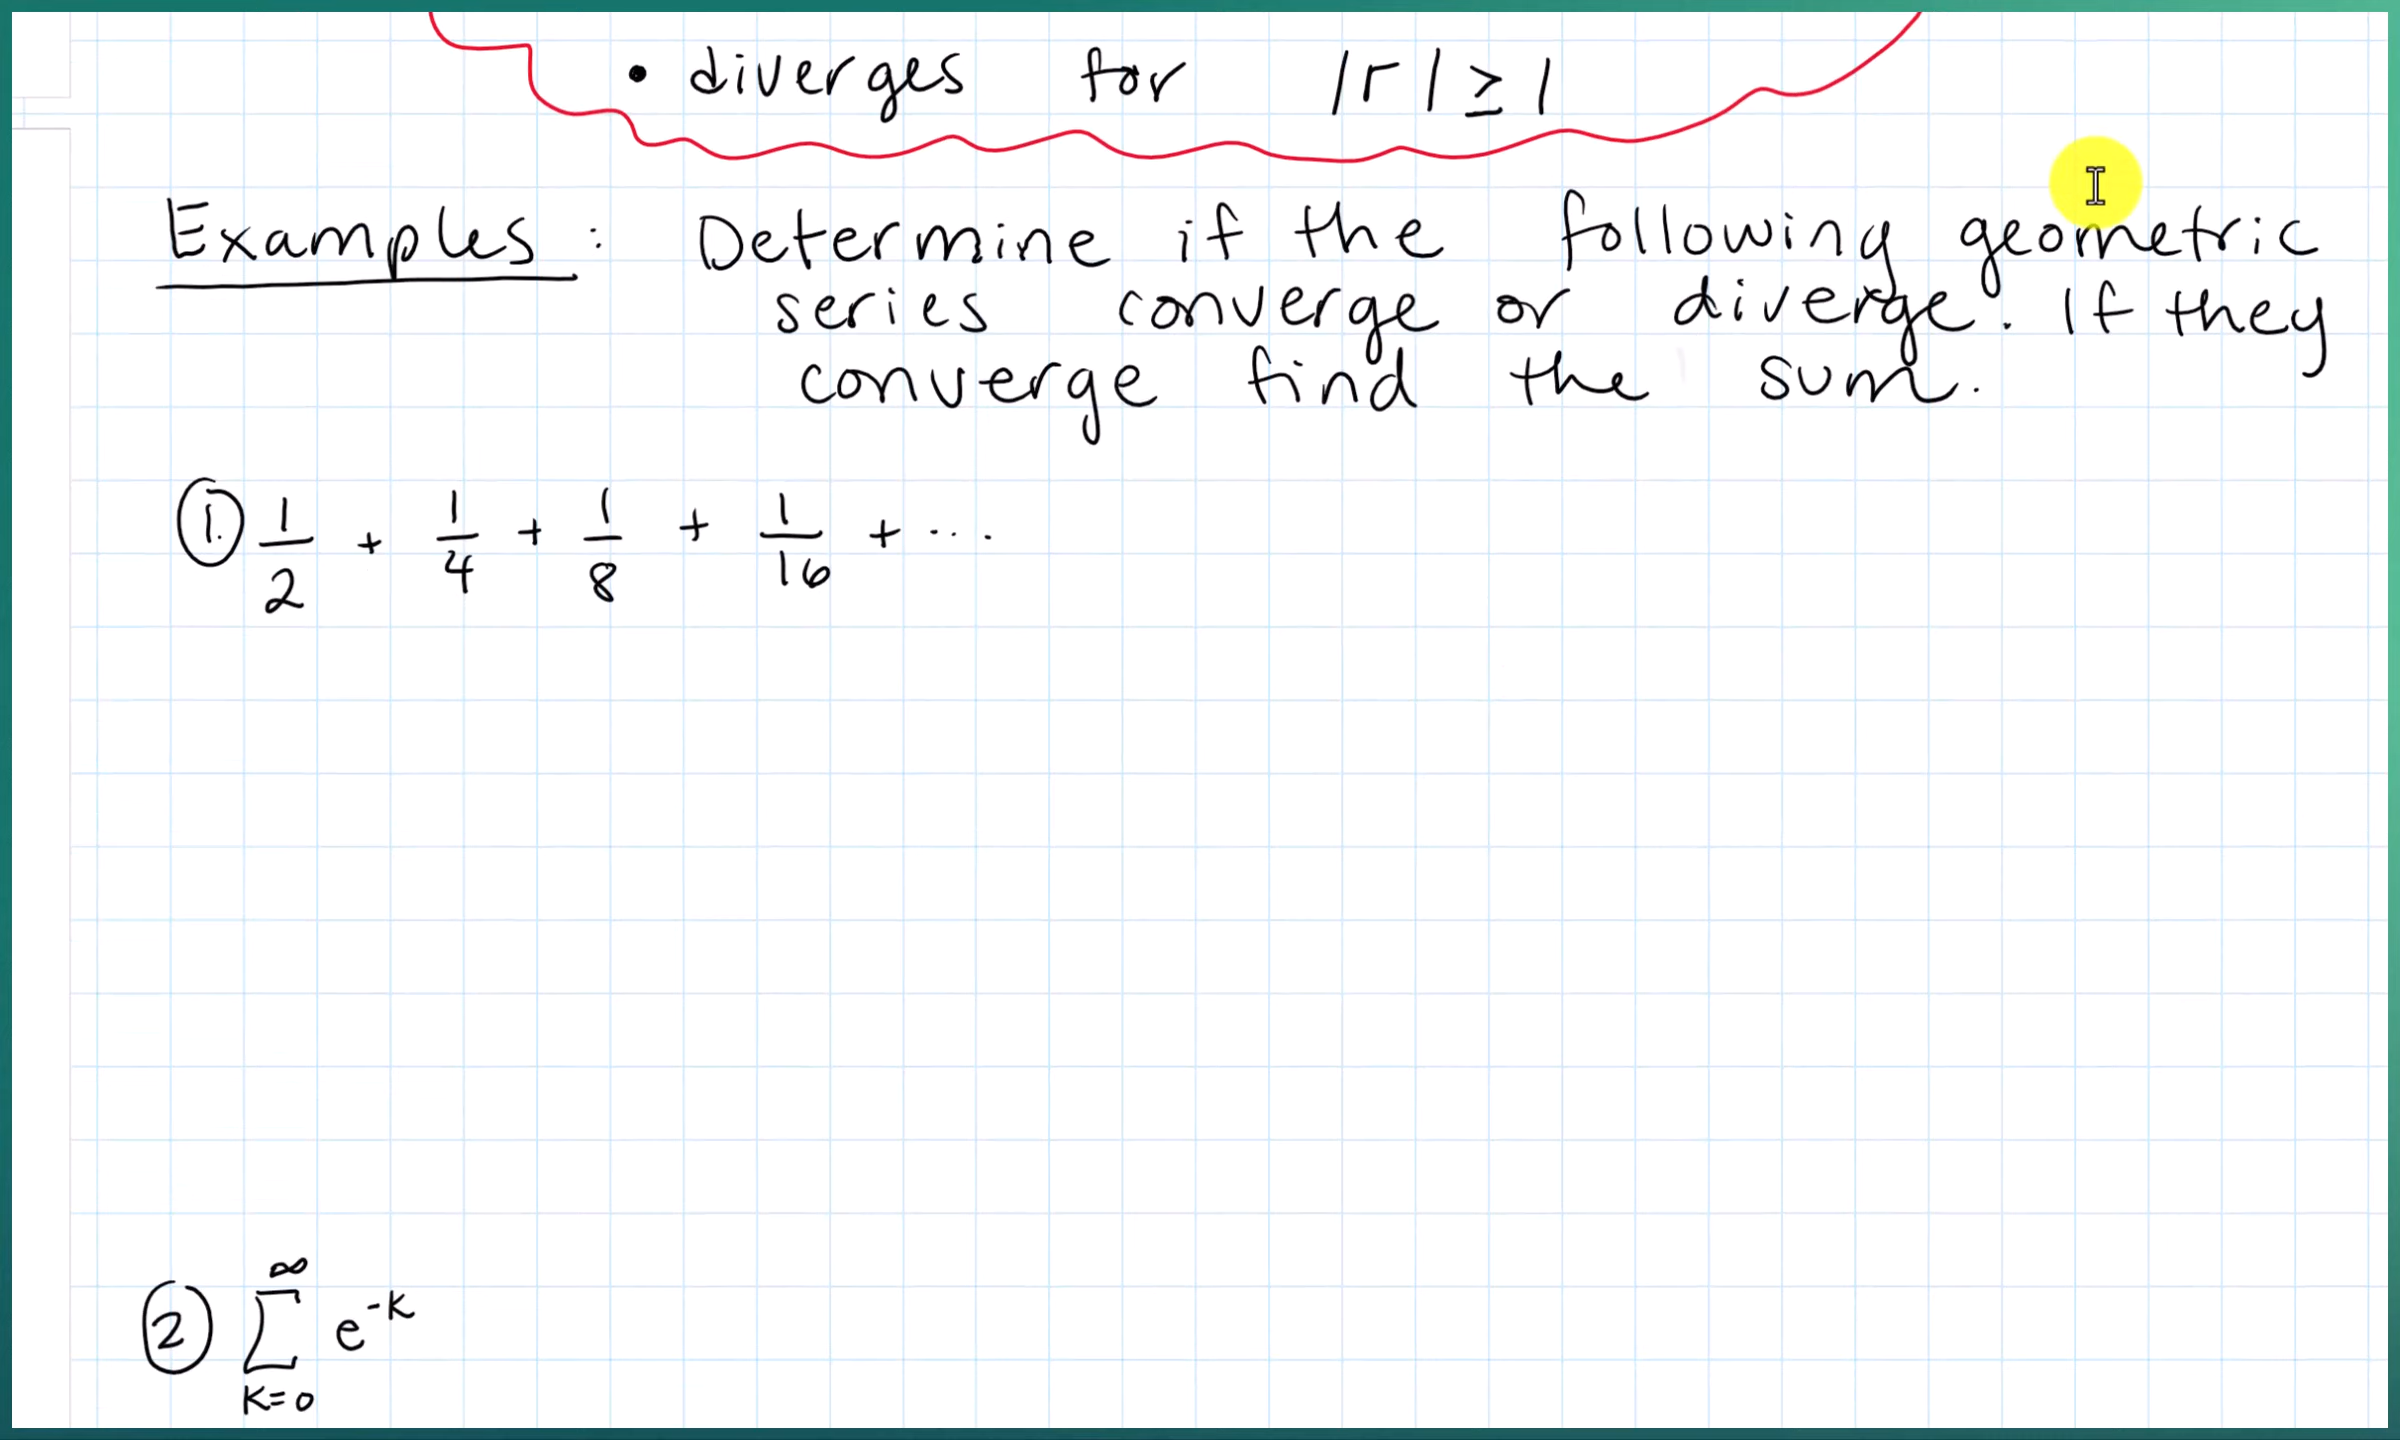 • diverges for |r| ≥ 1
Examples : Determine if the following geometric
series converge or diverge. If they
converge find the sum.
① 1/2 + 1/4 + 1/8 + 1/16 + ...
② ∞ ∑ K=0 e^-K